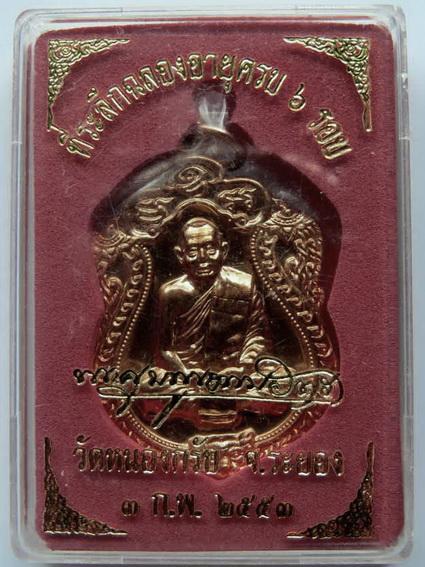 ที่ระลึกฉลองอายุครบ ๖ รอบ
วัดหนองกรับ จ.ระยอง
๓ ก.พ. ๒๕๕๓